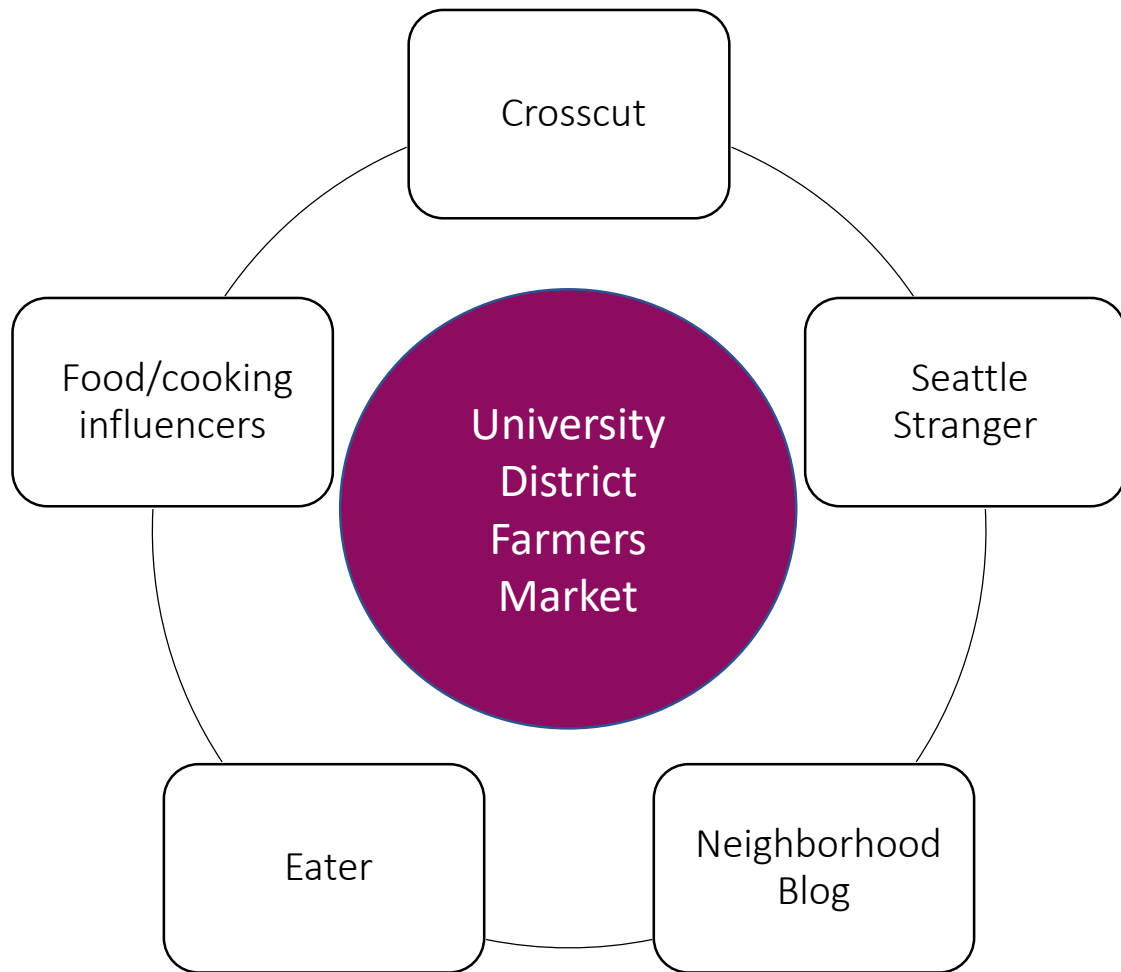 Crosscut
Food/cooking
influencers
University
District
Farmers
Market
Seattle
Stranger
Eater
Neighborhood
Blog